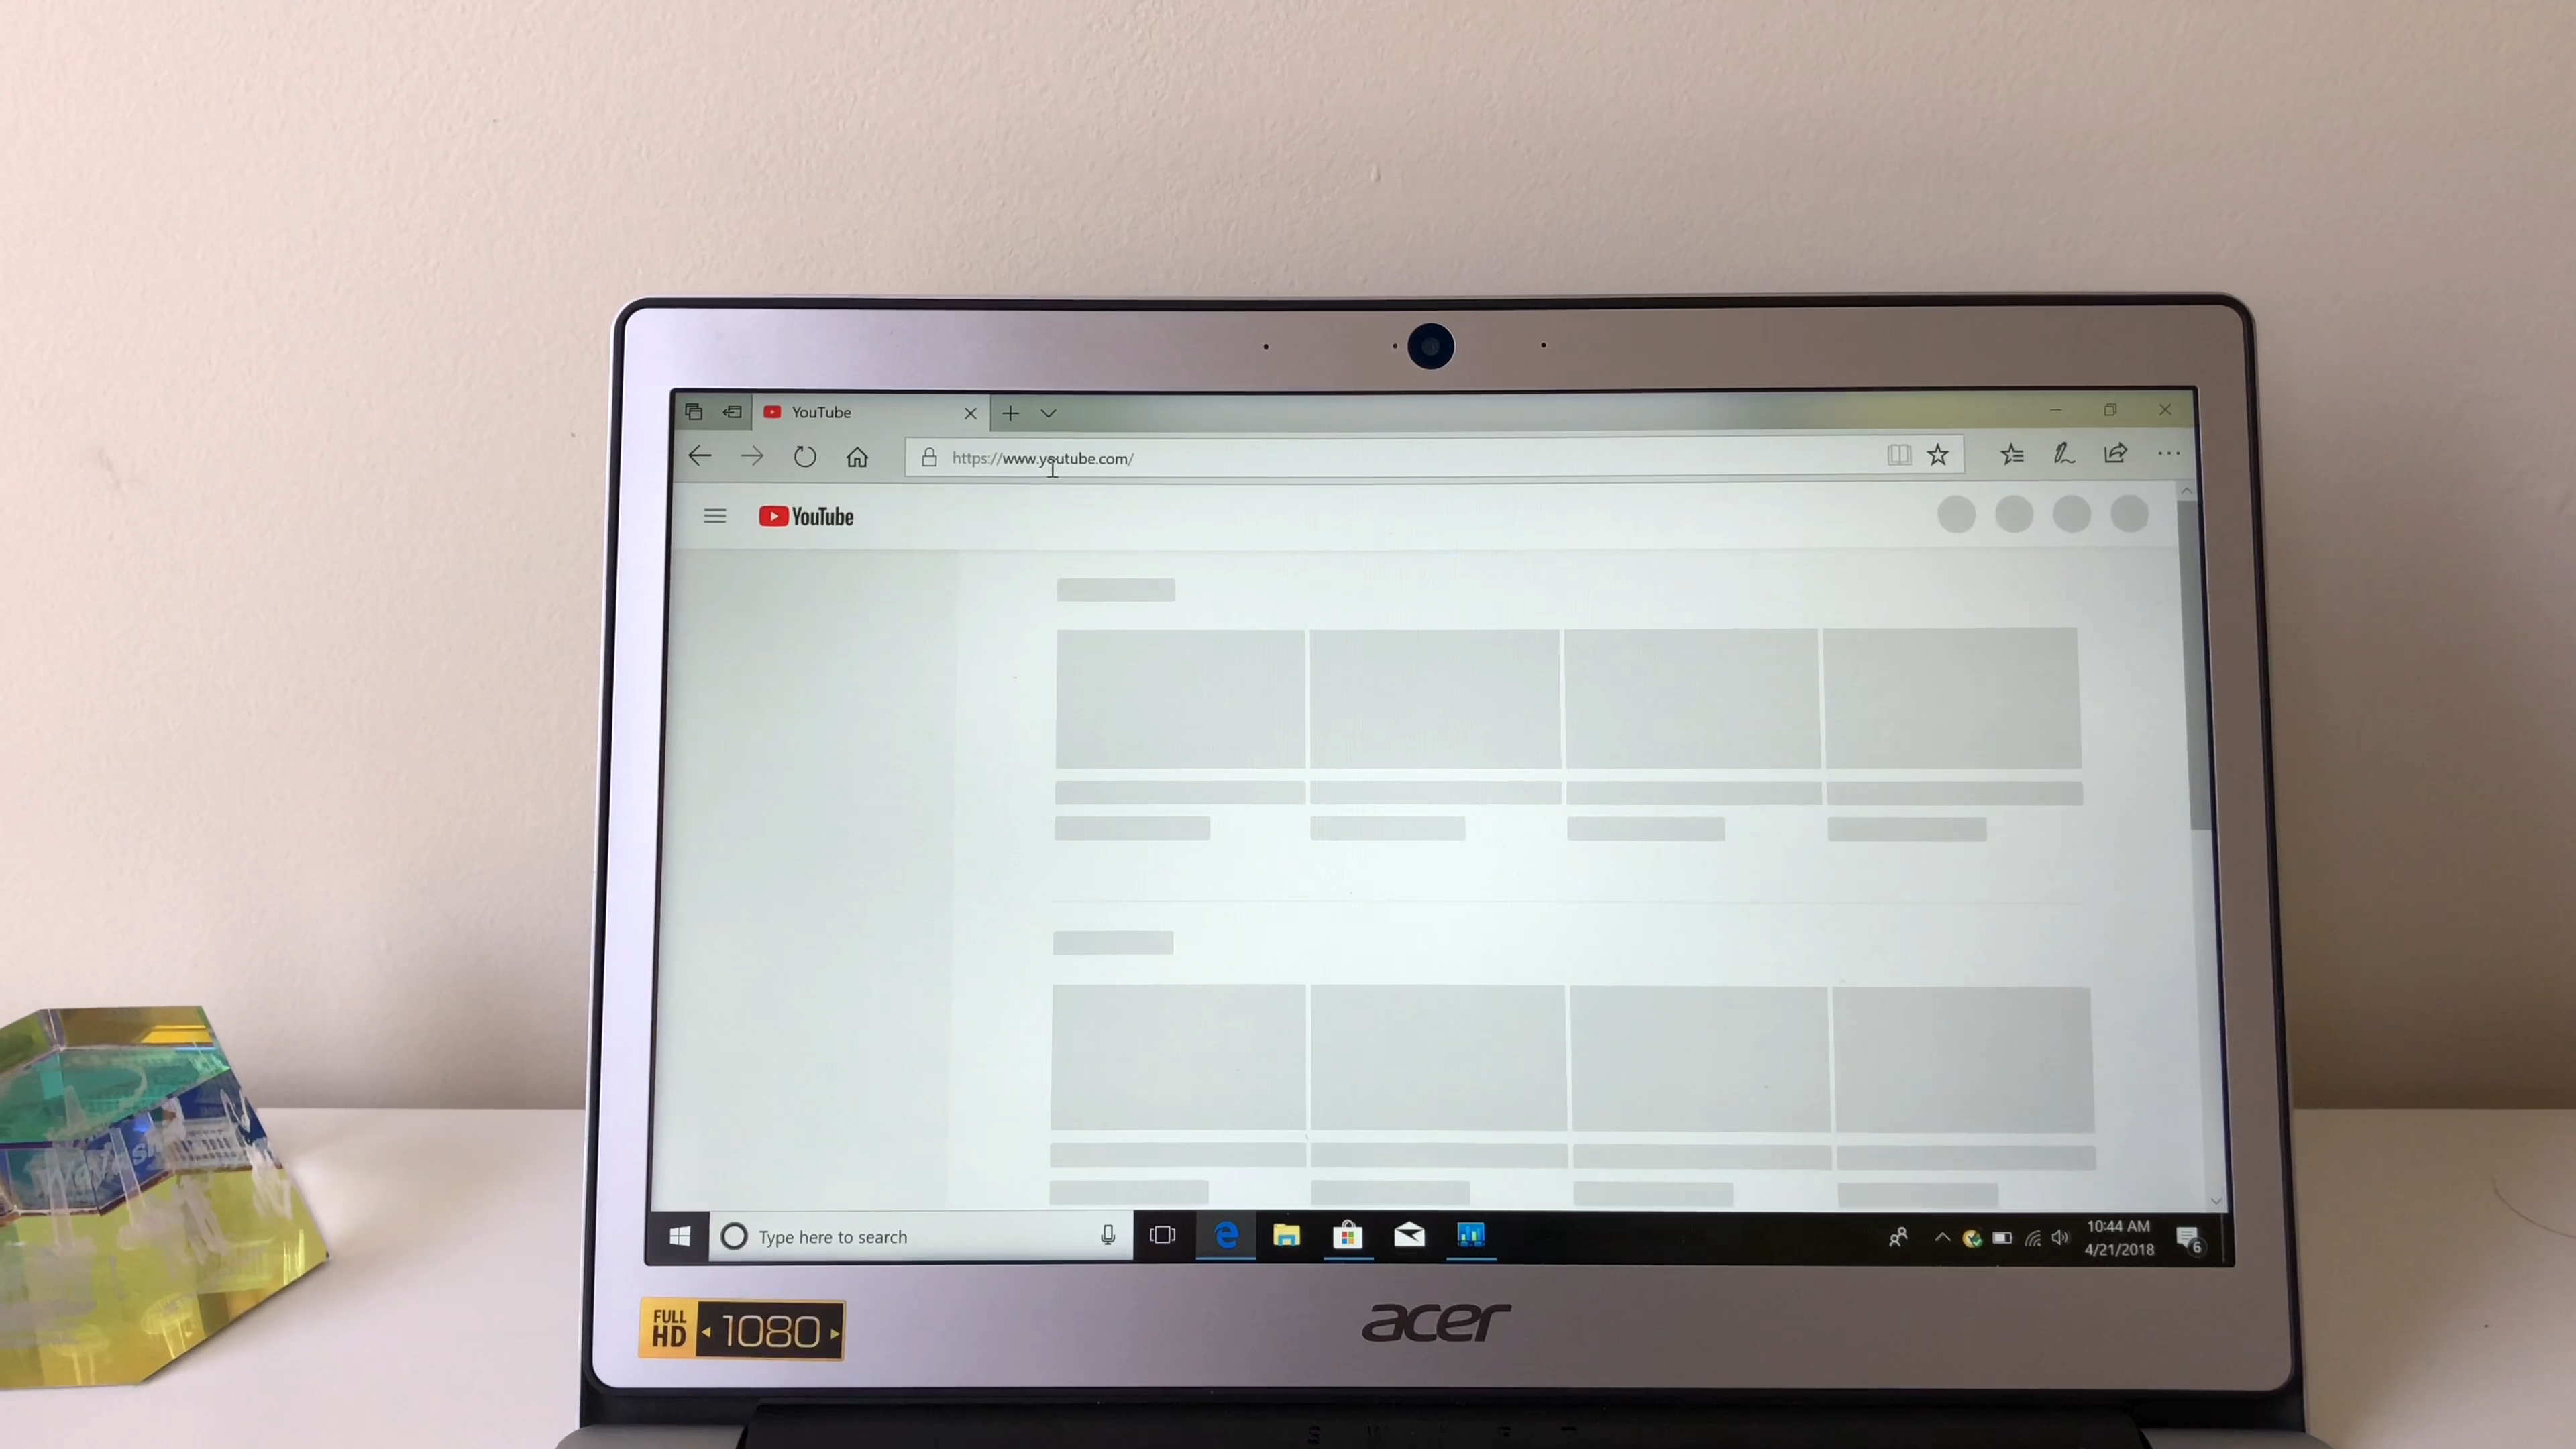 YouTube
https://www.youtube.com/
YouTube
Type here to search
10:44 AM
4/21/2018
6
FULL HD 1080
acer